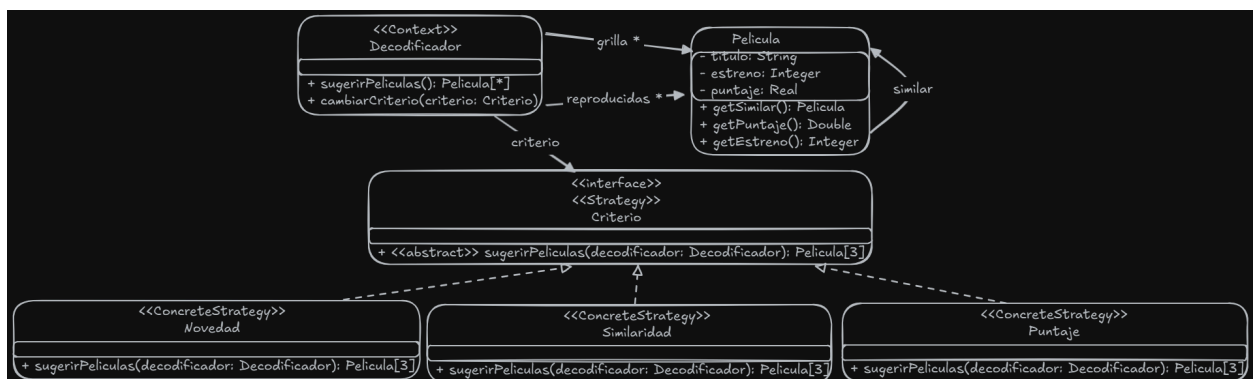 <<Context>>
Decodificador
+ sugerirPeliculas(): Pelicula[*]
+ cambiarCriterio(criterio: Criterio)
grilla *
reproducidas *
criterio
Pelicula
- titulo: String
- estreno: Integer
- puntaje: Real
+ getSimilar(): Pelicula
+ getPuntaje(): Double
+ getEstreno(): Integer
similar
<<interface>>
<<Strategy>>
Criterio
+ <<abstract>> sugerirPeliculas(decodificador: Decodificador): Pelicula[3]
<<ConcreteStrategy>>
Novedad
+ sugerirPeliculas(decodificador: Decodificador): Pelicula[3]
<<ConcreteStrategy>>
Similaridad
+ sugerirPeliculas(decodificador: Decodificador): Pelicula[3]
<<ConcreteStrategy>>
Puntaje
+ sugerirPeliculas(decodificador: Decodificador): Pelicula[3]